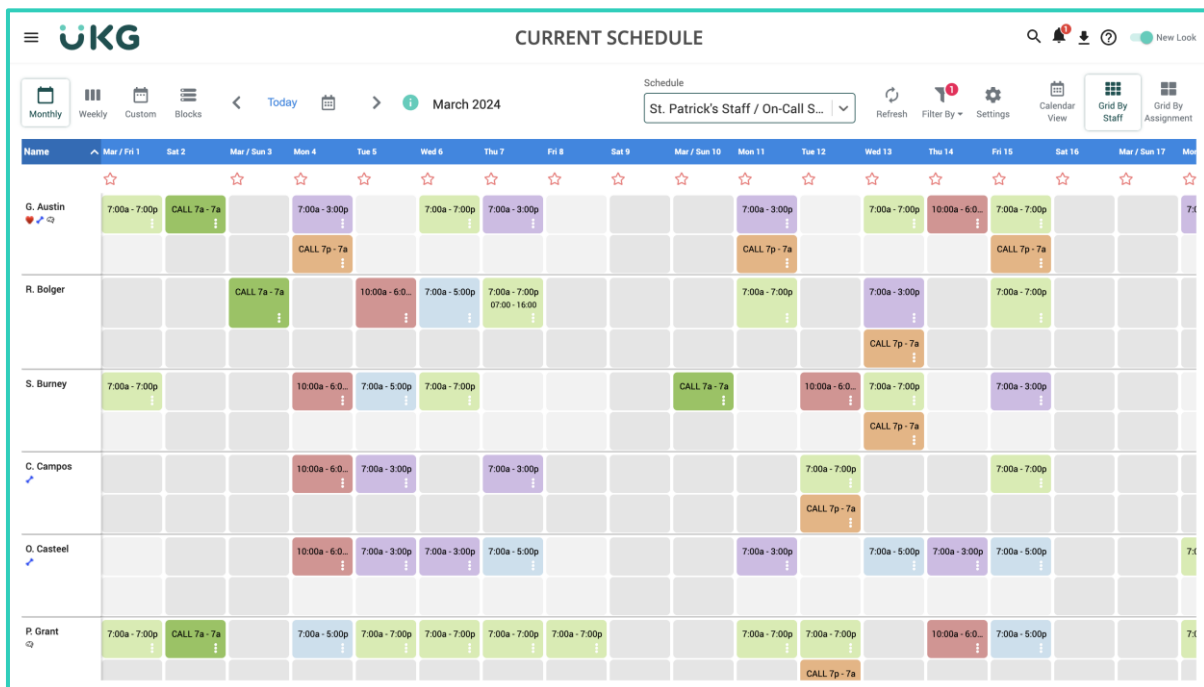 UKG
CURRENT SCHEDULE
1
New Look
Monthly
Weekly
Custom
Blocks
Today
i
March 2024
Schedule
St. Patrick's Staff / On-Call S...
Refresh
1
Filter By
Settings
Calendar
View
Grid By
Staff
Grid By
Assignment
Name Mar / Fri 1 Sat 2 Mar / Sun 3 Mon 4 Tue 5 Wed 6 Thu 7 Fri 8 Sat 9 Mar / Sun 10 Mon 11 Tue 12 Wed 13 Thu 14 Fri 15 Sat 16 Mar / Sun 17 Mon
G. Austin 7:00a - 7:00p CALL 7a - 7a 7:00a - 3:00p 7:00a - 7:00p 7:00a - 3:00p 7:00a - 3:00p 7:00a - 7:00p 10:00a - 6:0... 7:00a - 7:00p
CALL 7p - 7a CALL 7p - 7a CALL 7p - 7a
R. Bolger CALL 7a - 7a 10:00a - 6:0... 7:00a - 5:00p 7:00a - 7:00p 7:00a - 7:00p 7:00a - 3:00p 7:00a - 7:00p
07:00 - 16:00
CALL 7p - 7a
S. Burney 7:00a - 7:00p 10:00a - 6:0... 7:00a - 5:00p 7:00a - 7:00p CALL 7a - 7a 10:00a - 6:0... 7:00a - 7:00p 7:00a - 3:00p
CALL 7p - 7a
C. Campos 10:00a - 6:0... 7:00a - 3:00p 7:00a - 3:00p 7:00a - 7:00p 7:00a - 7:00p
CALL 7p - 7a
O. Casteel 10:00a - 6:0... 7:00a - 3:00p 7:00a - 3:00p 7:00a - 5:00p 7:00a - 3:00p 7:00a - 5:00p 7:00a - 3:00p 7:00a - 5:00p
P. Grant 7:00a - 7:00p CALL 7a - 7a 7:00a - 5:00p 7:00a - 7:00p 7:00a - 7:00p 7:00a - 7:00p 7:00a - 7:00p 7:00a - 7:00p 7:00a - 7:00p 10:00a - 6:0... 7:00a - 5:00p
CALL 7p - 7a